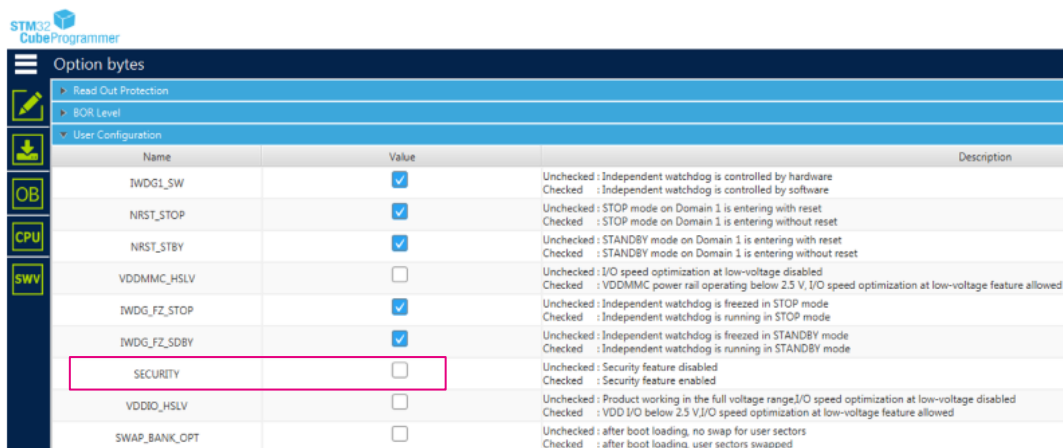 STM32
CubeProgrammer
Option bytes
Read Out Protection
BOR Level
User Configuration
Name Value Description
IWDG1_SW Unchecked : Independent watchdog is controlled by hardware
Checked : Independent watchdog is controlled by software
NRST_STOP Unchecked : STOP mode on Domain 1 is entering with reset
Checked : STOP mode on Domain 1 is entering without reset
NRST_STBY Unchecked : STANDBY mode on Domain 1 is entering with reset
Checked : STANDBY mode on Domain 1 is entering without reset
VDDMMC_HSLV Unchecked : I/O speed optimization at low-voltage disabled
Checked : VDDMMC power rail operating below 2.5 V, I/O speed optimization at low-voltage feature allowed
IWDG_FZ_STOP Unchecked : Independent watchdog is freezed in STOP mode
Checked : Independent watchdog is running in STOP mode
IWDG_FZ_SDBY Unchecked : Independent watchdog is freezed in STANDBY mode
Checked : Independent watchdog is running in STANDBY mode
SECURITY Unchecked : Security feature disabled
Checked : Security feature enabled
VDDIO_HSLV Unchecked : Product working in the full voltage range,I/O speed optimization at low-voltage disabled
Checked : VDD I/O below 2.5 V,I/O speed optimization at low-voltage feature allowed
SWAP_BANK_OPT Unchecked : after boot loading, no swap for user sectors
Checked : after boot loading, user sectors swapped
OB
CPU
SWV